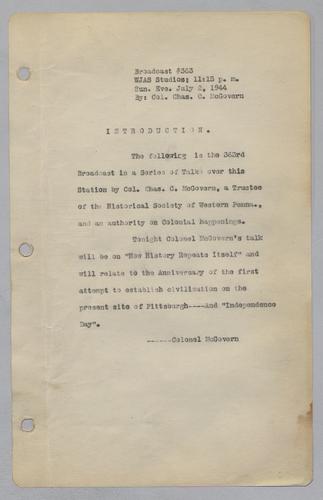 Broadcast #363
WJAS Studios; 11:15 p. m.
Sun. Eve. July 2, 1944
By: Col. Chas. C. McGovern
INTRODUCTION.
The following is the 363rd
Broadcast in a Series of Talks over this
Station by Col. Chas. C. McGovern, a Trustee
of the Historical Society of Western Penna.,
and an authority on Colonial happenings.
Tonight Colonel McGovern's talk
will be on "How History Repeats Itself" and
will relate to the Anniversary of the first
attempt to establish civilization on the
present site of Pittsburgh----And "Independence
Day".
------Colonel McGovern